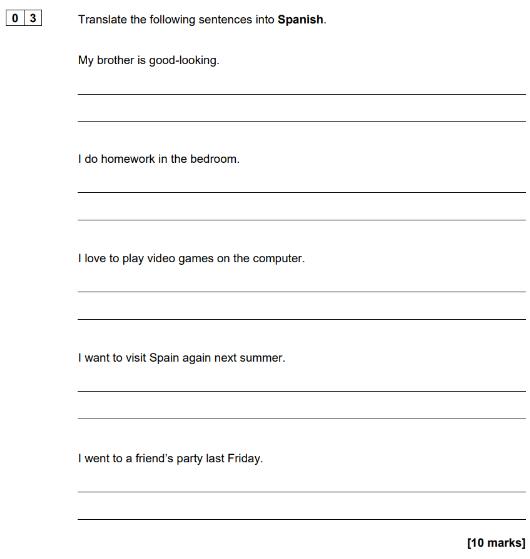 0 3 Translate the following sentences into Spanish.
My brother is good-looking.
I do homework in the bedroom.
I love to play video games on the computer.
I want to visit Spain again next summer.
I went to a friend's party last Friday.
[10 marks]